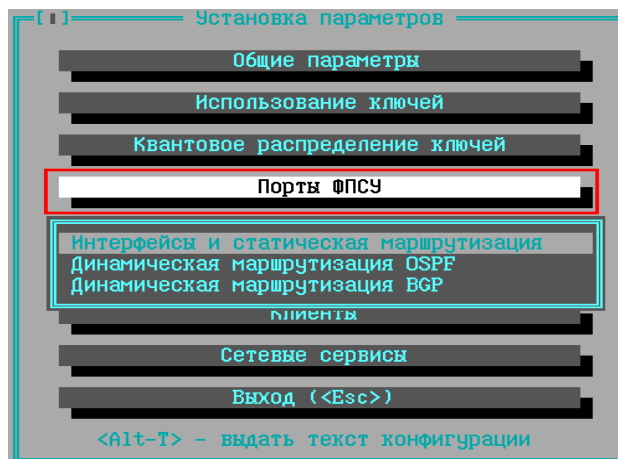 [▮] Установка параметров
Общие параметры
Использование ключей
Квантовое распределение ключей
Порты ФПСУ
Интерфейсы и статическая маршрутизация
Динамическая маршрутизация OSPF
Динамическая маршрутизация BGP
Клиенты
Сетевые сервисы
Выход (<Esc>)
<Alt-T> - выдать текст конфигурации